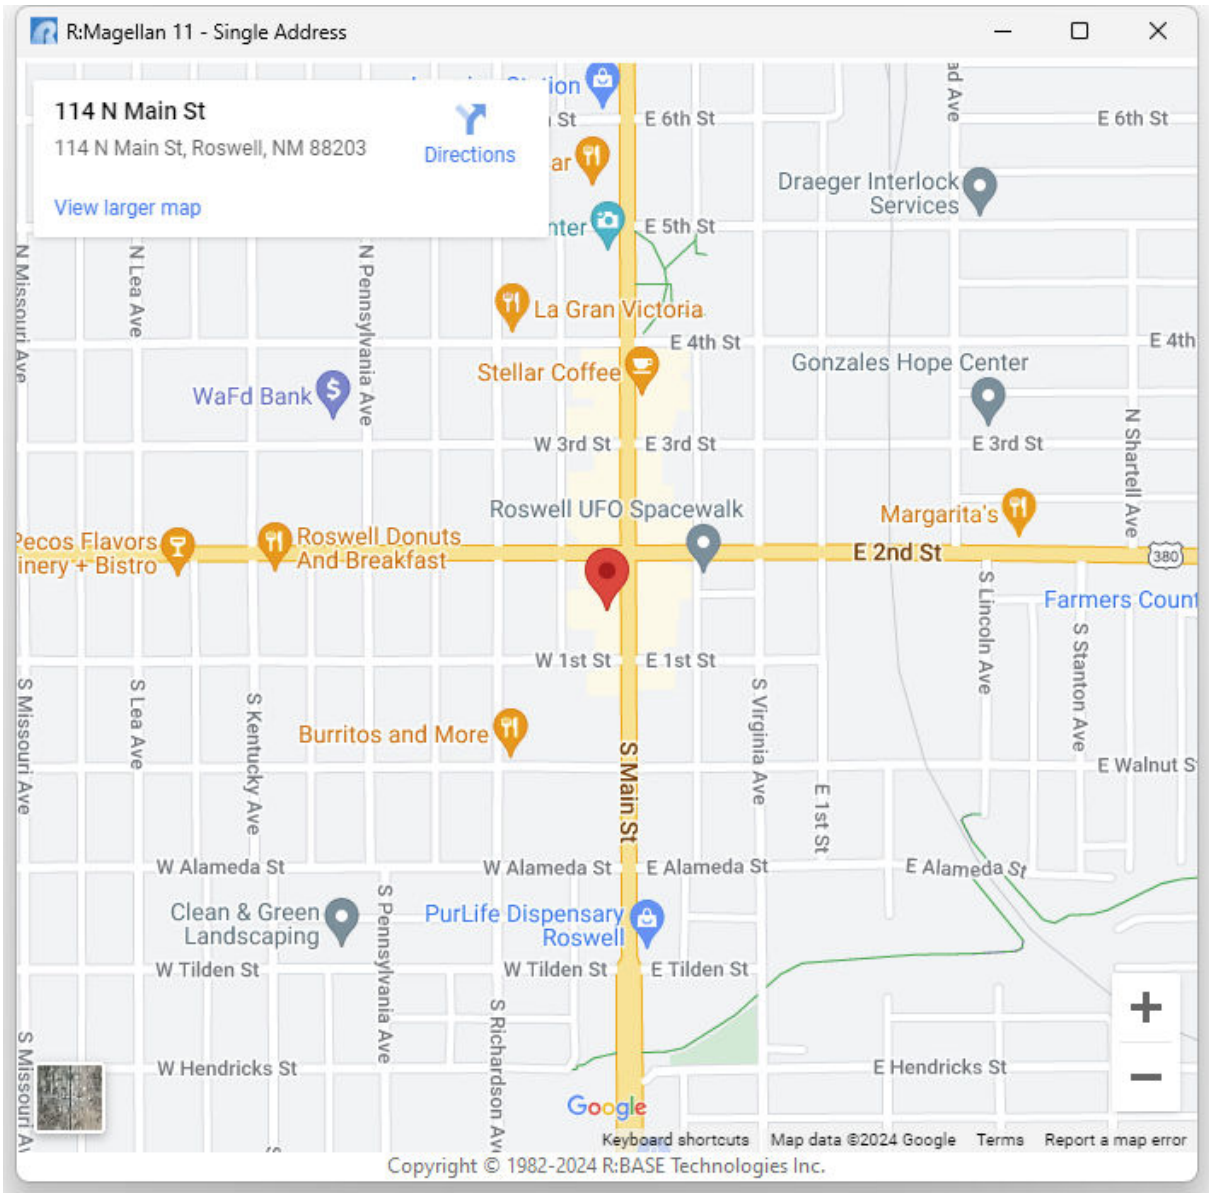 R:Magellan 11 - Single Address
114 N Main St
114 N Main St, Roswell, NM 88203
Directions
View larger map
ion
St
E 6th St
ad Ave
E 6th St
ar
Draeger Interlock
Services
nter
E 5th St
N Missouri Ave
N Lea Ave
N Pennsylvania Ave
La Gran Victoria
E 4th St
E 4th
Stellar Coffee
Gonzales Hope Center
WaFd Bank
W 3rd St
E 3rd St
E 3rd St
N Shartell Ave
Roswell UFO Spacewalk
Margarita's
Pecos Flavors
inery + Bistro
Roswell Donuts
And Breakfast
E 2nd St
380
Farmers Count
S Lincoln Ave
S Stanton Ave
W 1st St
E 1st St
S Missouri Ave
S Lea Ave
S Kentucky Ave
Burritos and More
S Main St
S Virginia Ave
E 1st St
E Walnut S
W Alameda St
W Alameda St
E Alameda St
E Alameda St
Clean & Green
Landscaping
S Pennsylvania Ave
PurLife Dispensary
Roswell
W Tilden St
W Tilden St
E Tilden St
S Richardson Av
S Missouri Av
W Hendricks St
E Hendricks St
Google
Keyboard shortcuts
Map data ©2024 Google
Terms
Report a map error
Copyright © 1982-2024 R:BASE Technologies Inc.